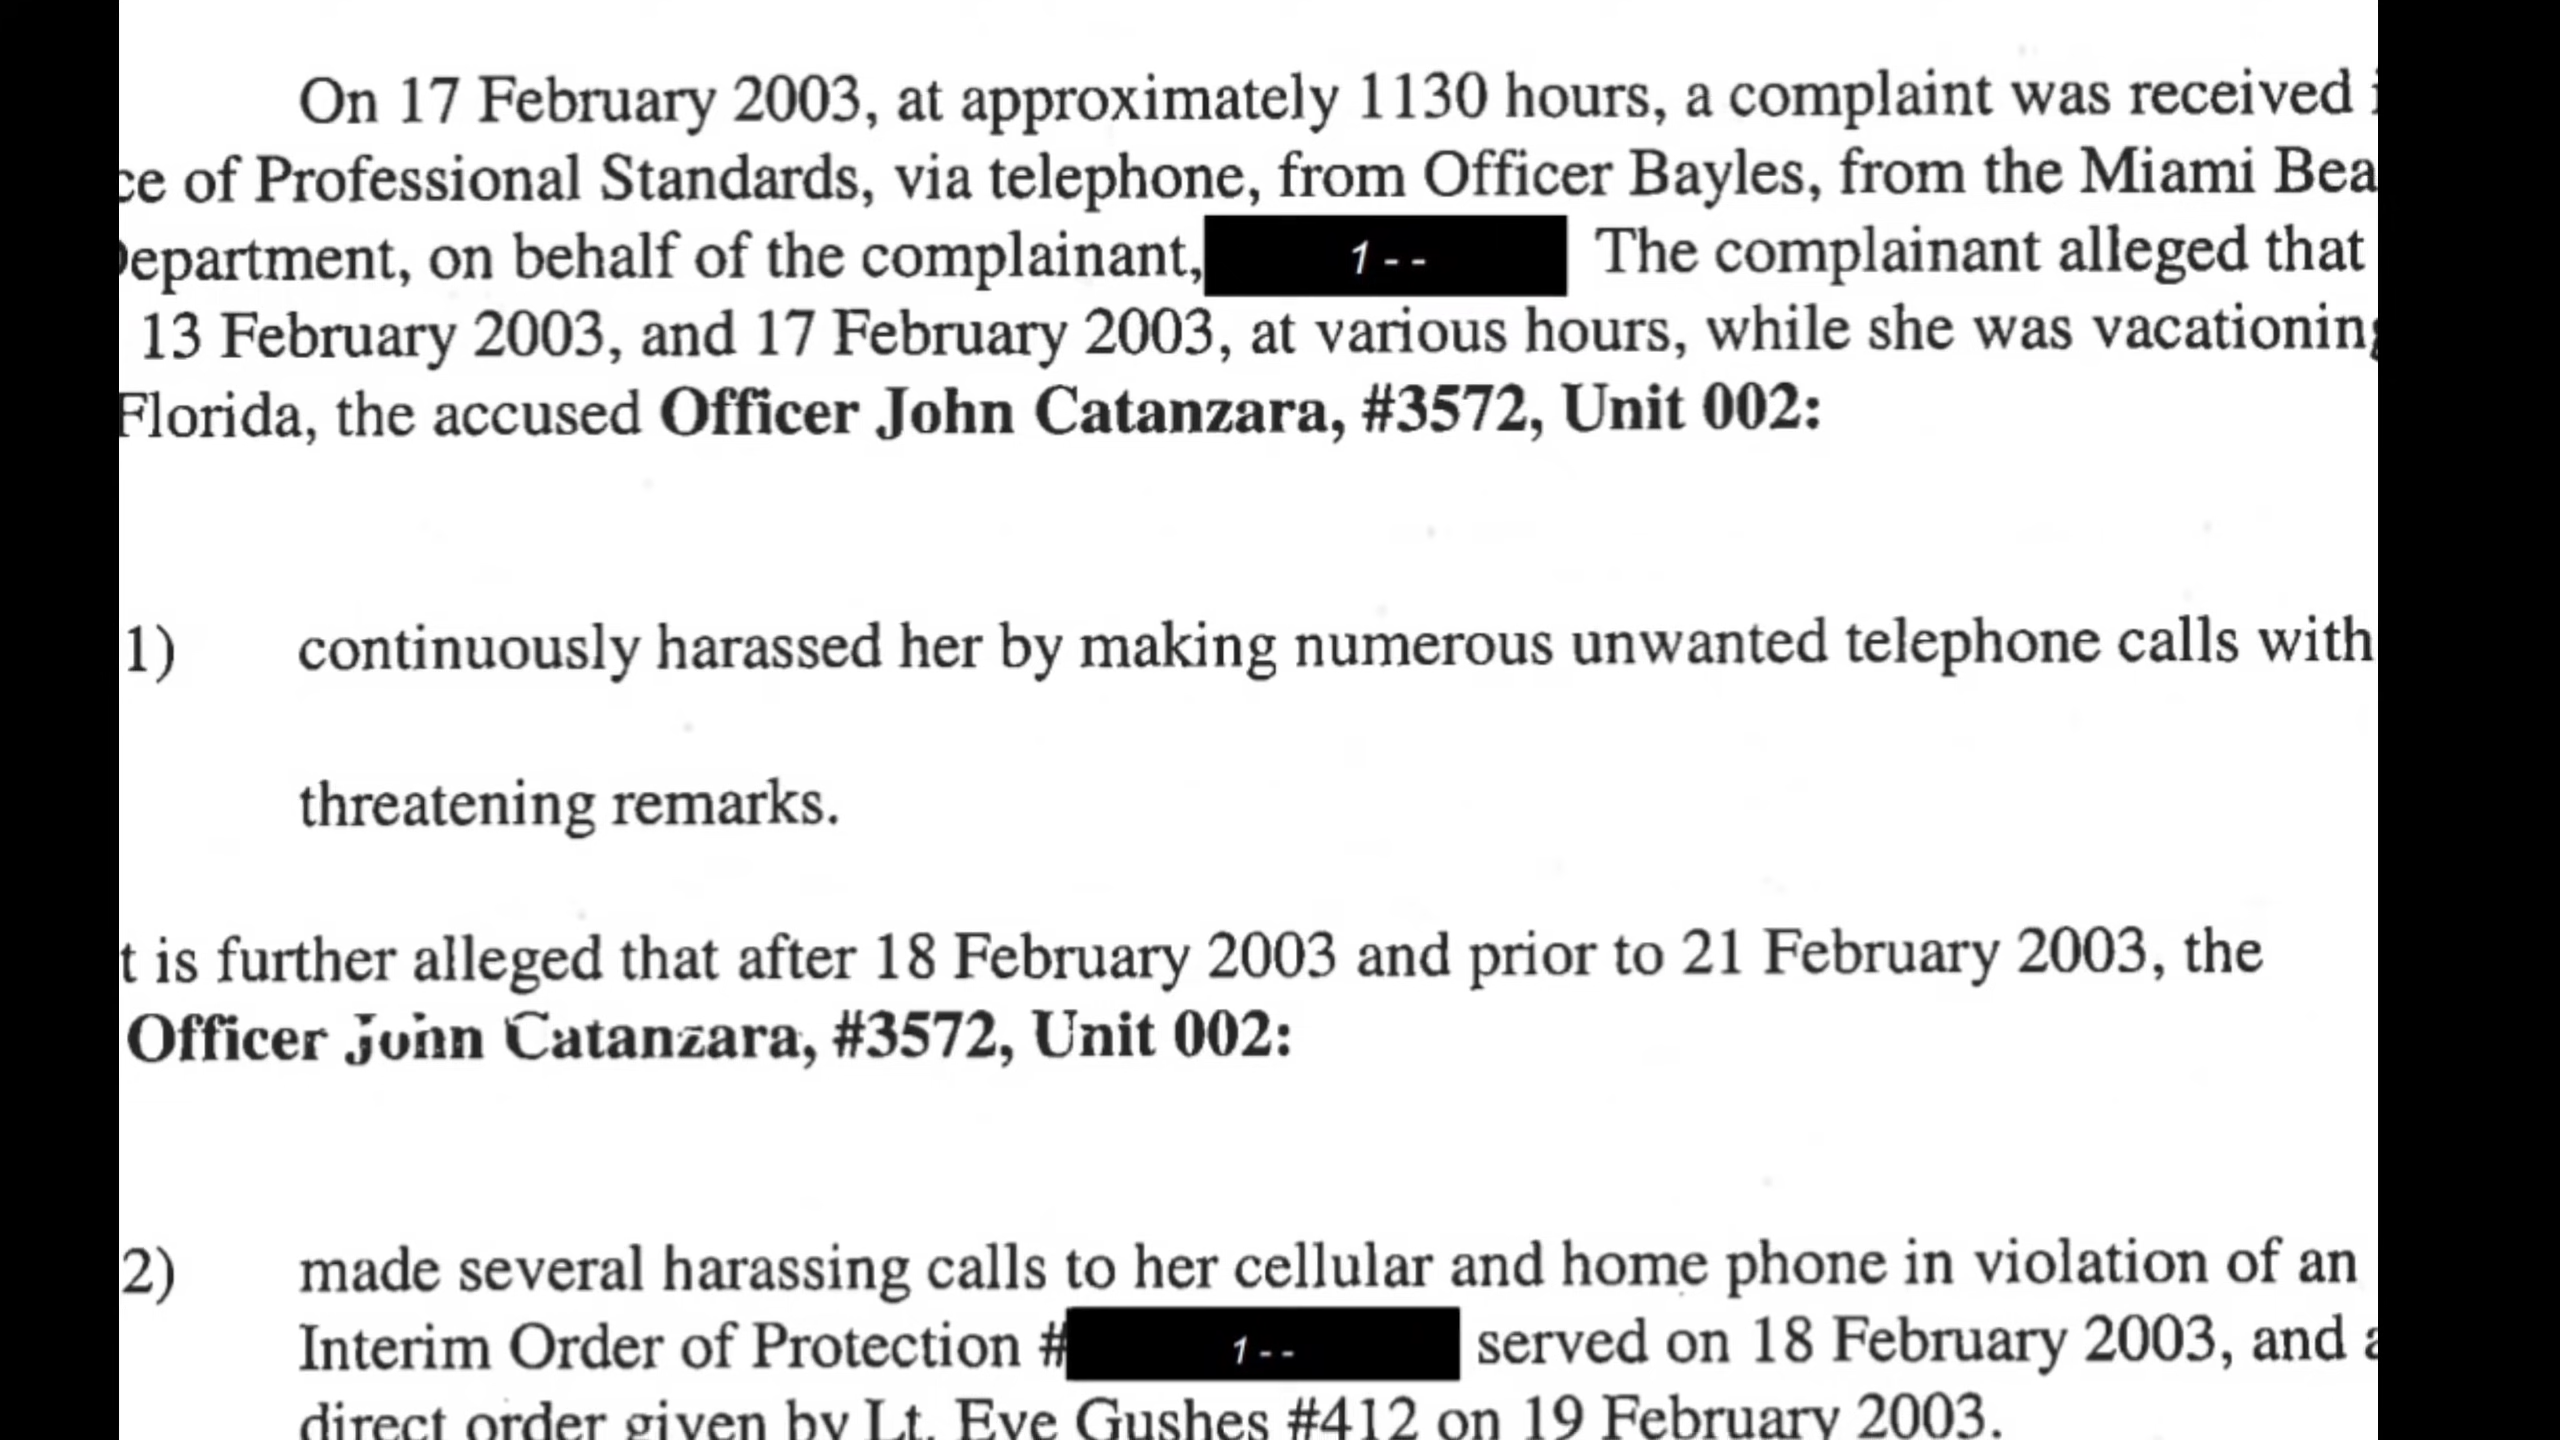 On 17 February 2003, at approximately 1130 hours, a complaint was received
ce of Professional Standards, via telephone, from Officer Bayles, from the Miami Bea
Department, on behalf of the complainant, 1 - - The complainant alleged that
13 February 2003, and 17 February 2003, at various hours, while she was vacationing
Florida, the accused Officer John Catanzara, #3572, Unit 002:
1) continuously harassed her by making numerous unwanted telephone calls with
threatening remarks.
t is further alleged that after 18 February 2003 and prior to 21 February 2003, the
Officer John Catanzara, #3572, Unit 002:
2) made several harassing calls to her cellular and home phone in violation of an
Interim Order of Protection # 1 - - served on 18 February 2003, and a
direct order given by Lt. Eve Gushes #412 on 19 February 2003.